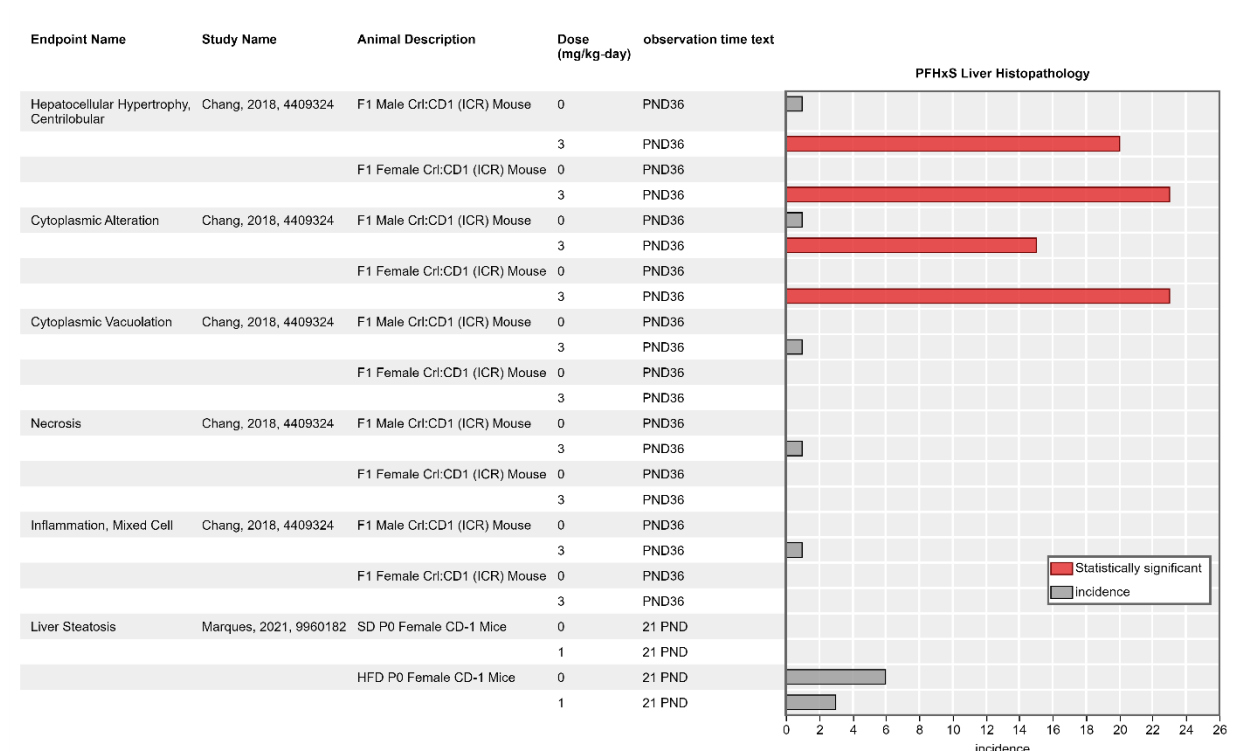 Endpoint Name Study Name Animal Description Dose observation time text
(mg/kg-day)
PFHxS Liver Histopathology
Hepatocellular Hypertrophy, Chang, 2018, 4409324 F1 Male Crl:CD1 (ICR) Mouse 0 PND36
Centrilobular
3 PND36
F1 Female Crl:CD1 (ICR) Mouse 0 PND36
3 PND36
Cytoplasmic Alteration Chang, 2018, 4409324 F1 Male Crl:CD1 (ICR) Mouse 0 PND36
3 PND36
F1 Female Crl:CD1 (ICR) Mouse 0 PND36
3 PND36
Cytoplasmic Vacuolation Chang, 2018, 4409324 F1 Male Crl:CD1 (ICR) Mouse 0 PND36
3 PND36
F1 Female Crl:CD1 (ICR) Mouse 0 PND36
3 PND36
Necrosis Chang, 2018, 4409324 F1 Male Crl:CD1 (ICR) Mouse 0 PND36
3 PND36
F1 Female Crl:CD1 (ICR) Mouse 0 PND36
3 PND36
Inflammation, Mixed Cell Chang, 2018, 4409324 F1 Male Crl:CD1 (ICR) Mouse 0 PND36
3 PND36
F1 Female Crl:CD1 (ICR) Mouse 0 PND36
3 PND36
Statistically significant
incidence
Liver Steatosis Marques, 2021, 9960182 SD P0 Female CD-1 Mice 0 21 PND
1 21 PND
HFD P0 Female CD-1 Mice 0 21 PND
1 21 PND
0 2 4 6 8 10 12 14 16 18 20 22 24 26
incidence